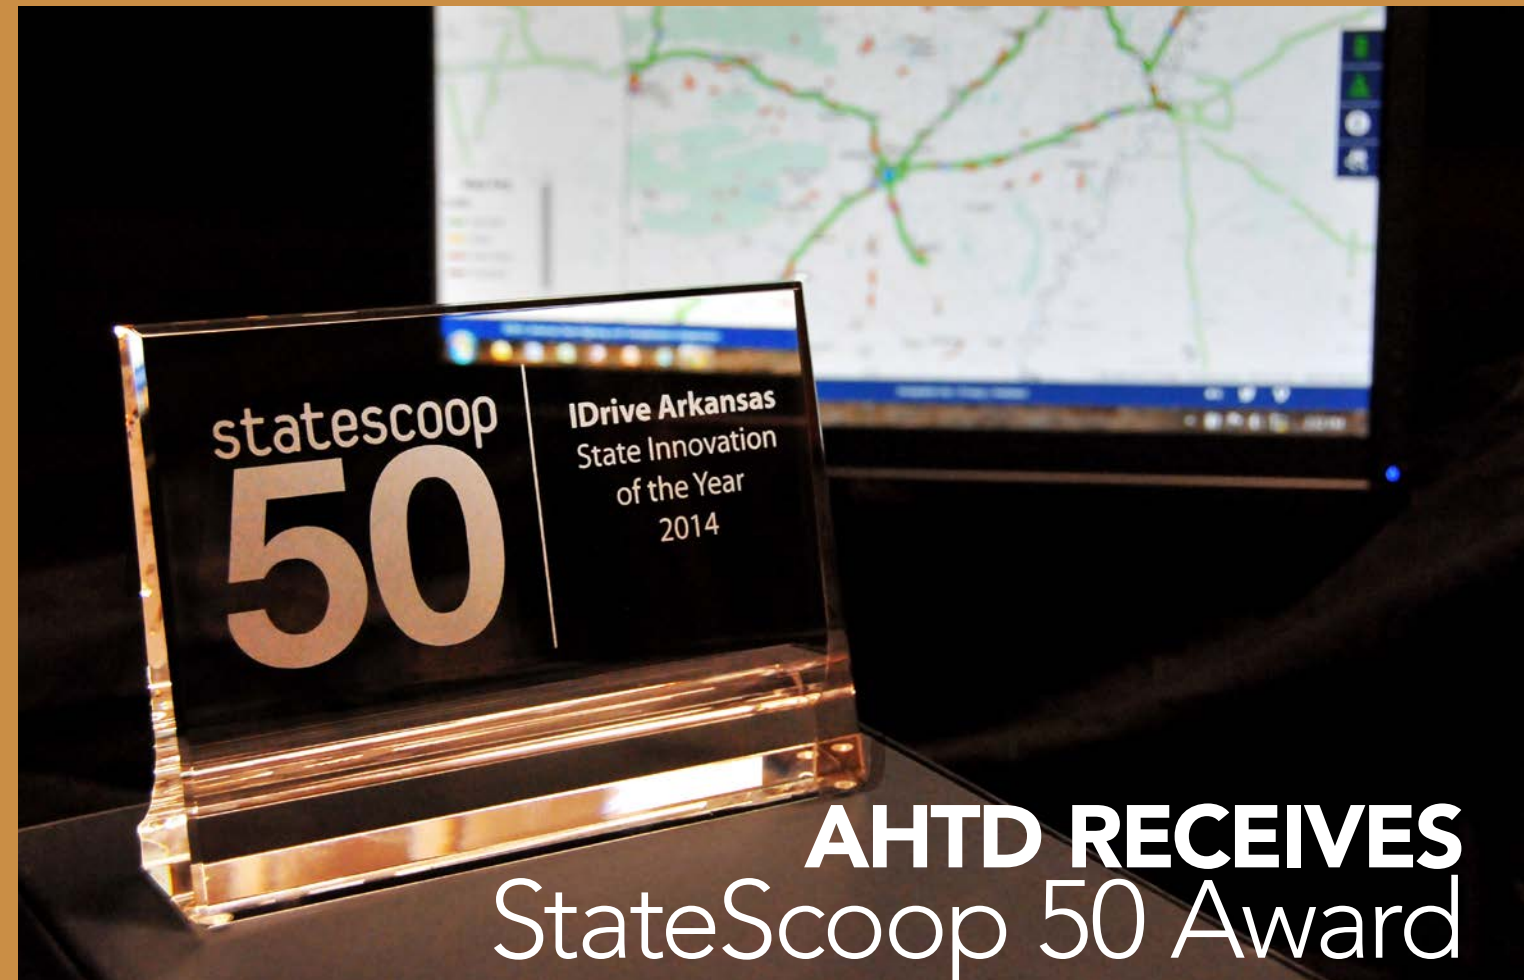 statescoop
50
IDrive Arkansas
State Innovation
of the Year
2014
AHTD RECEIVES
StateScoop 50 Award